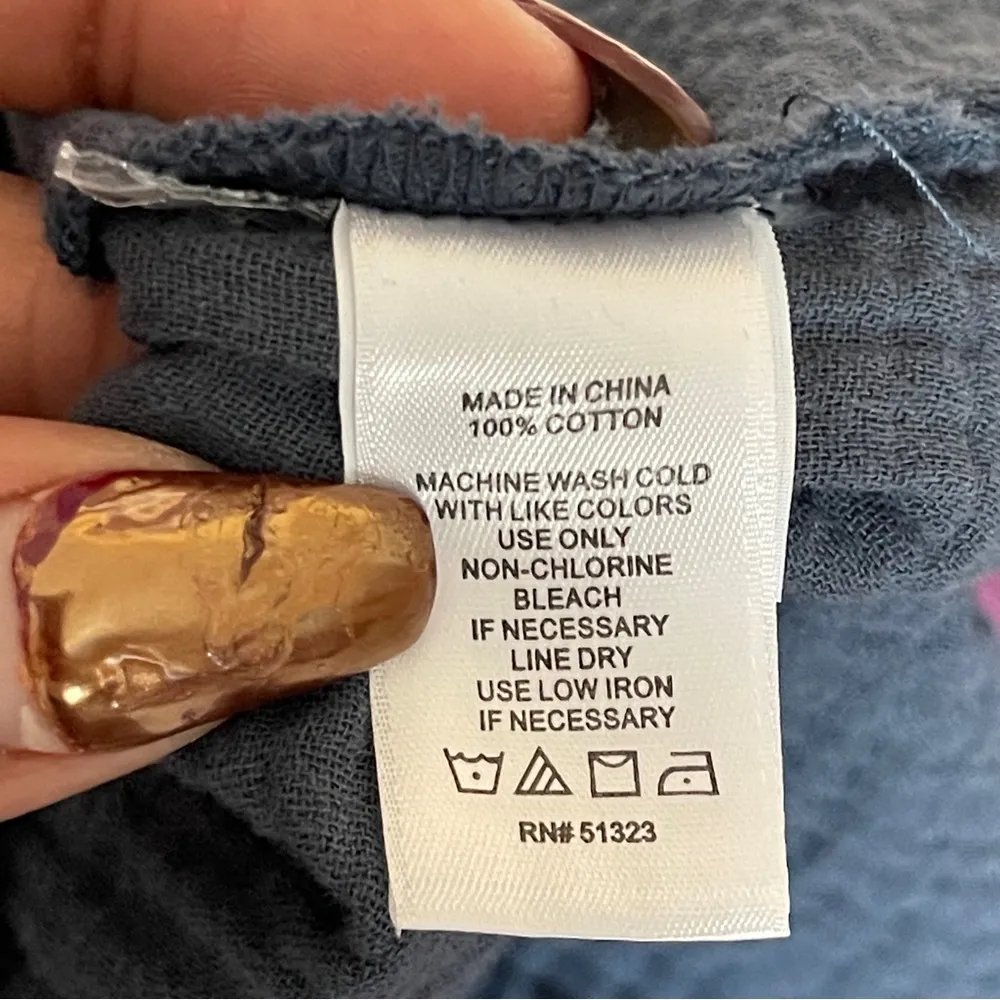 MADE IN CHINA
100% COTTON
MACHINE WASH COLD
WITH LIKE COLORS
USE ONLY
NON-CHLORINE
BLEACH
IF NECESSARY
LINE DRY
USE LOW IRON
IF NECESSARY
RN# 51323